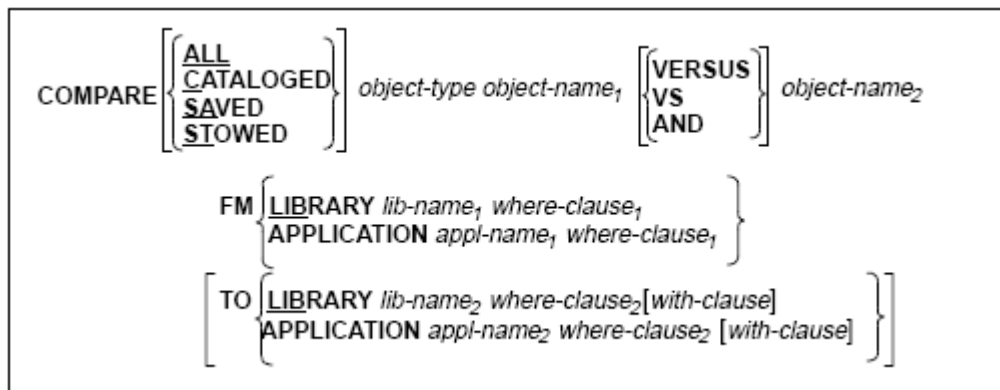 ALL
CATALOGED
COMPARE SAVED object-type object-name1 VERSUS VS AND object-name2
STOWED
FM LIBRARY lib-name1 where-clause1
APPLICATION appl-name1 where-clause1
[TO LIBRARY lib-name2 where-clause2[with-clause]
APPLICATION appl-name2 where-clause2 [with-clause]]